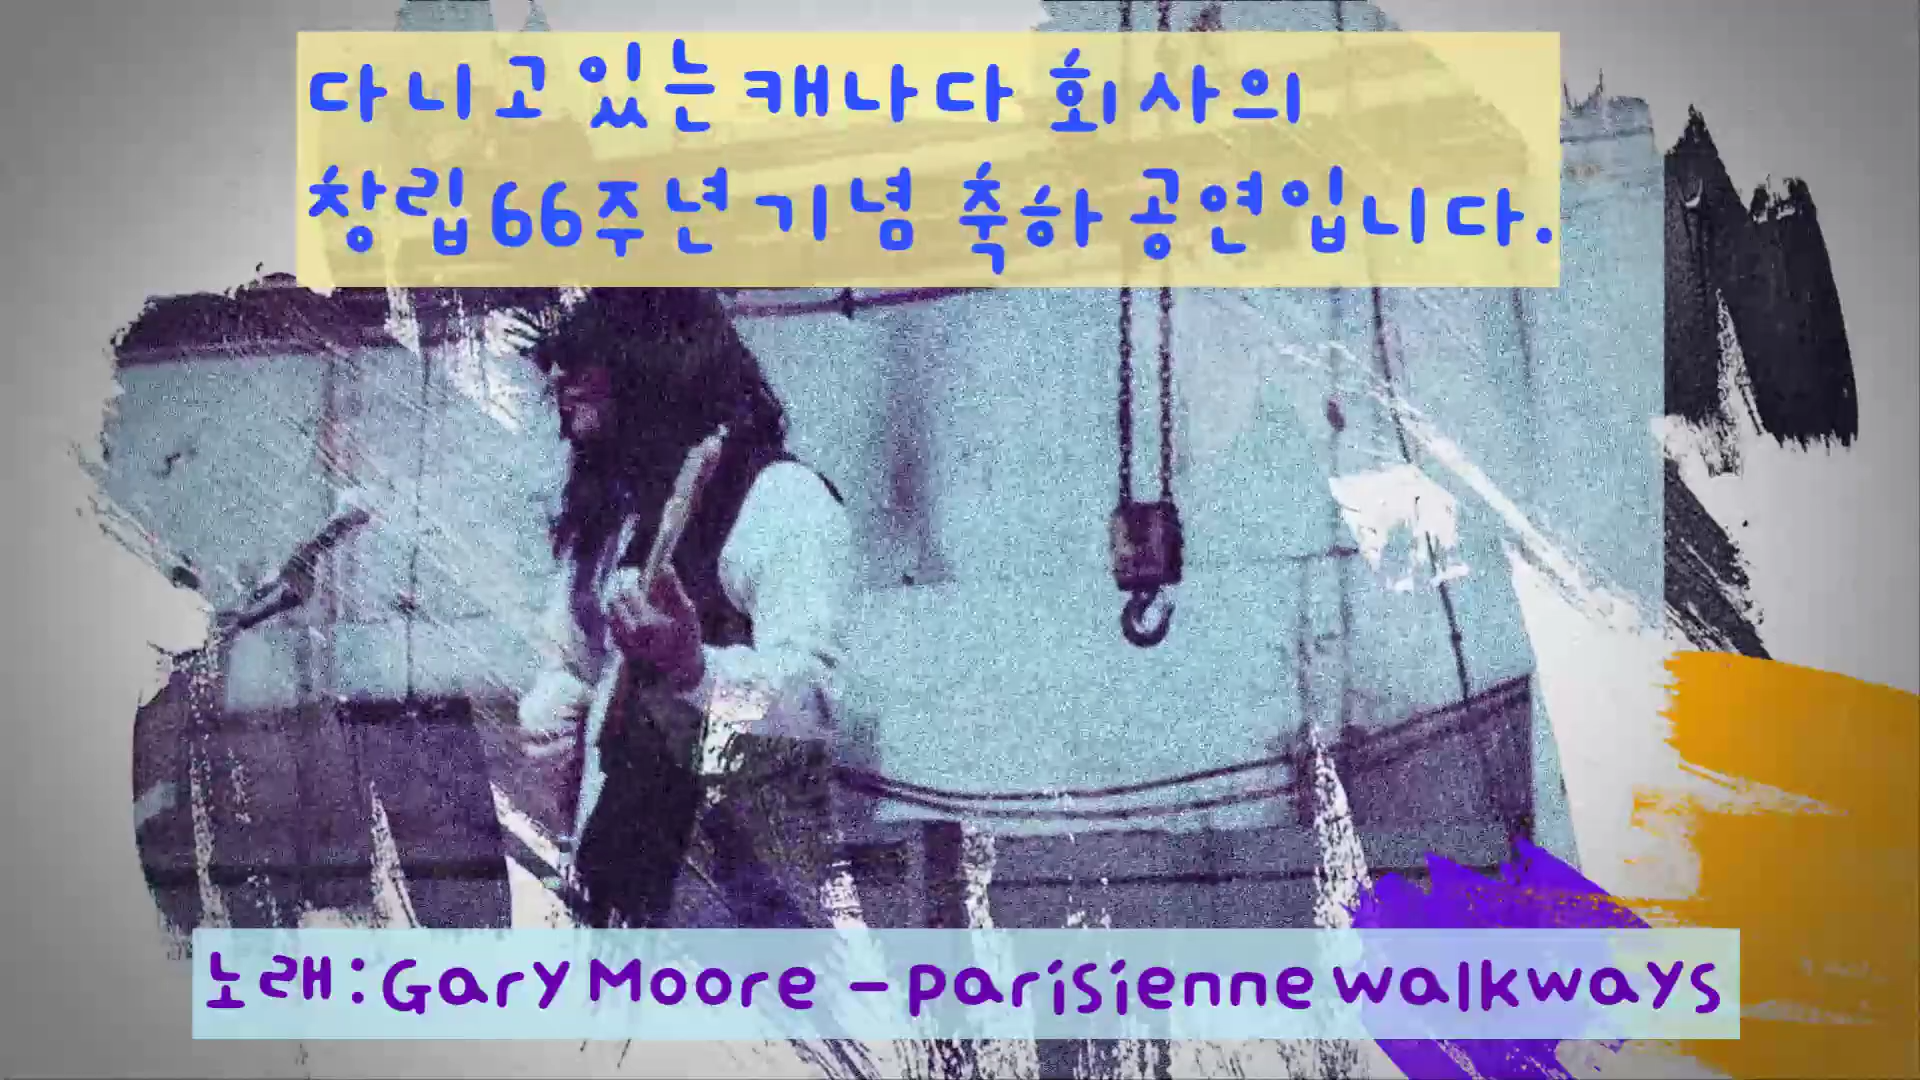 다니고 있는 캐나다 회사의
창립 66주년 기념 축하 공연입니다.
노래:Gary Moore - parisienne walkways